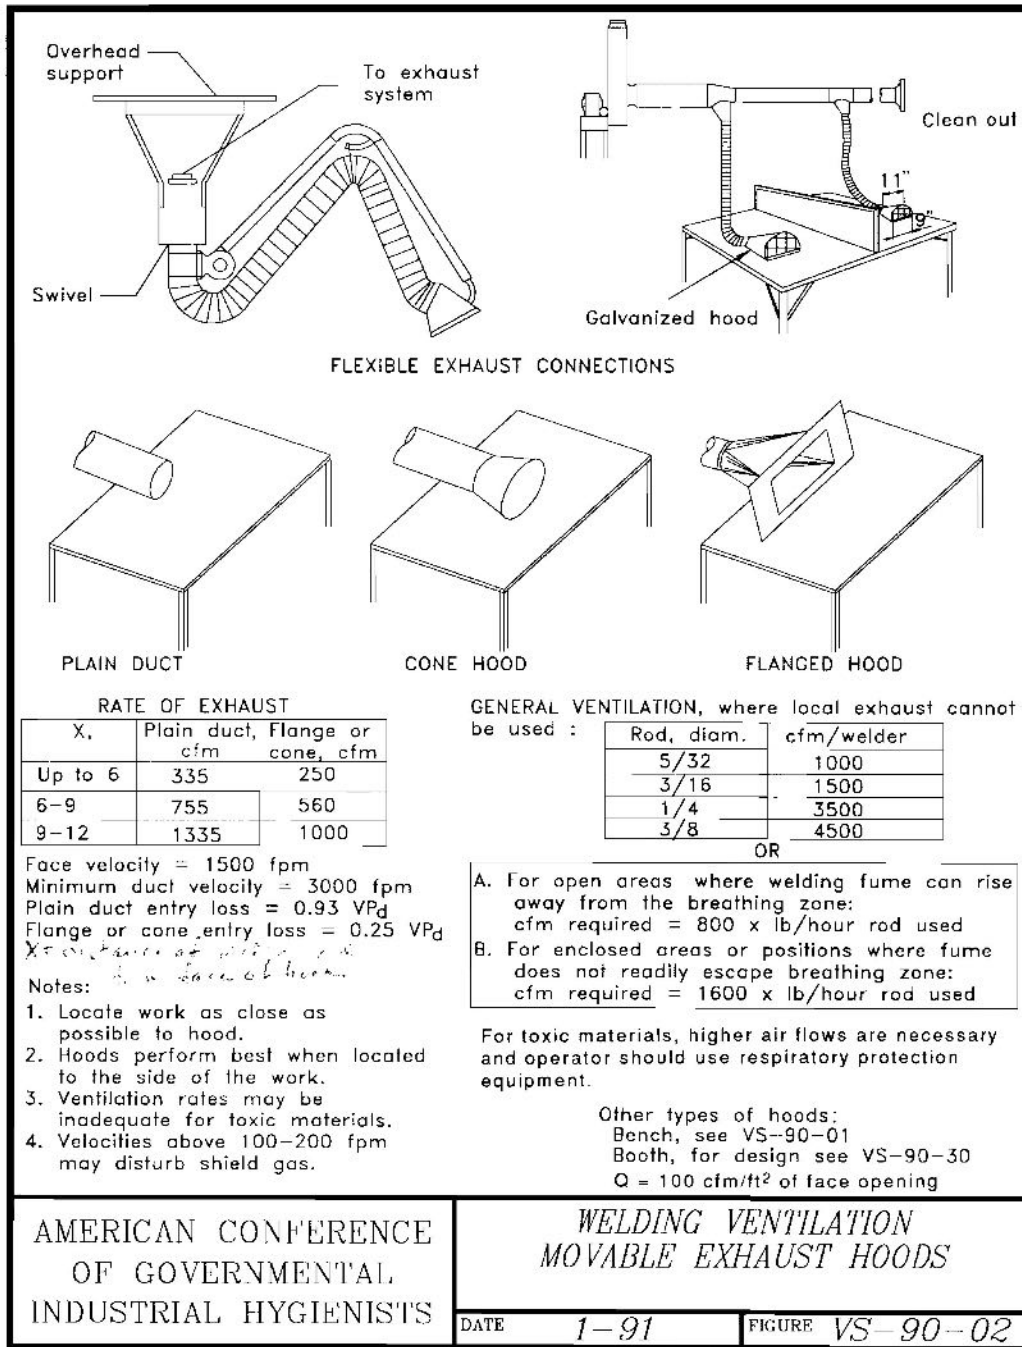 Overhead
support
To exhaust
system
Swivel
Clean out
11"
9"
Galvanized hood
FLEXIBLE EXHAUST CONNECTIONS
PLAIN DUCT
CONE HOOD
FLANGED HOOD
RATE OF EXHAUST
X, Plain duct, cfm Flange or cone, cfm
Up to 6 335 250
6-9 755 560
9-12 1335 1000
Face velocity = 1500 fpm
Minimum duct velocity = 3000 fpm
Plain duct entry loss = 0.93 VPd
Flange or cone entry loss = 0.25 VPd
X = distance
face of hood
Notes:
1. Locate work as close as
possible to hood.
2. Hoods perform best when located
to the side of the work.
3. Ventilation rates may be
inadequate for toxic materials.
4. Velocities above 100-200 fpm
may disturb shield gas.
GENERAL VENTILATION, where local exhaust cannot
be used :
Rod, diam. cfm/welder
5/32 1000
3/16 1500
1/4 3500
3/8 4500
OR
A. For open areas where welding fume can rise
away from the breathing zone:
cfm required = 800 x lb/hour rod used
B. For enclosed areas or positions where fume
does not readily escape breathing zone:
cfm required = 1600 x lb/hour rod used
For toxic materials, higher air flows are necessary
and operator should use respiratory protection
equipment.
Other types of hoods:
Bench, see VS-90-01
Booth, for design see VS-90-30
Q = 100 cfm/ft² of face opening
AMERICAN CONFERENCE
OF GOVERNMENTAL
INDUSTRIAL HYGIENISTS
WELDING VENTILATION
MOVABLE EXHAUST HOODS
DATE 1-91
FIGURE VS-90-02